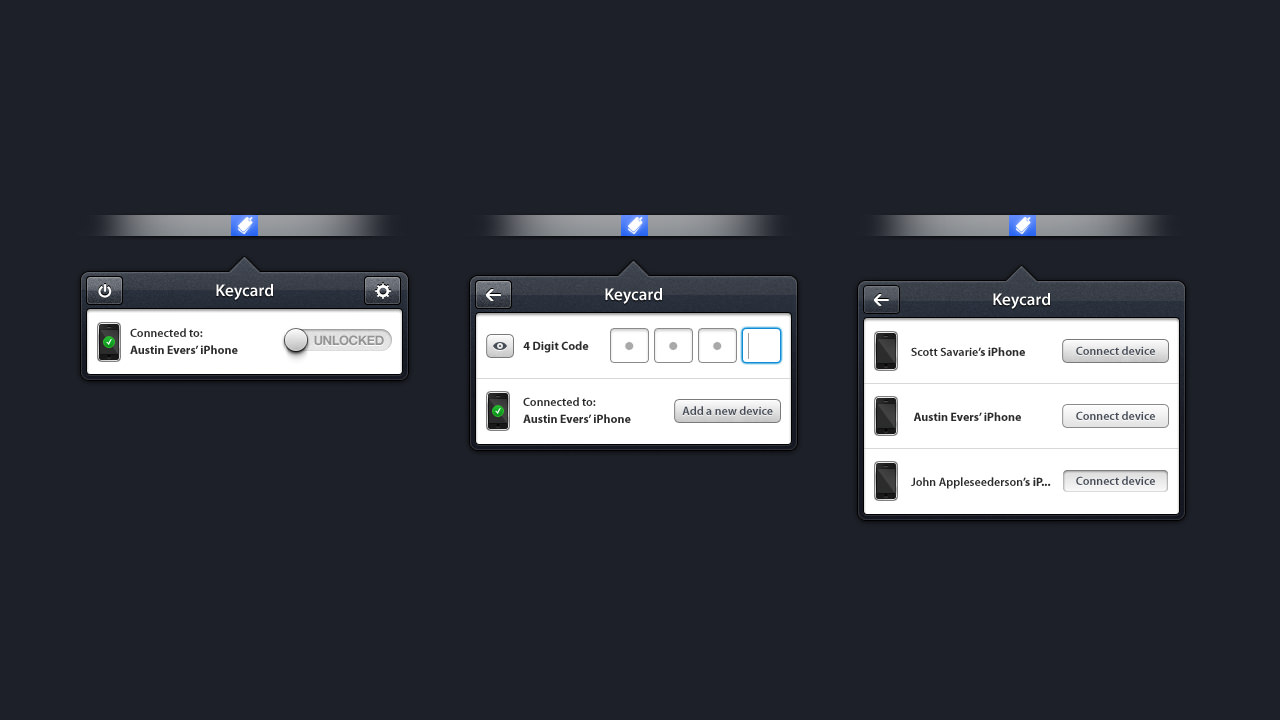 Keycard
Connected to:
Austin Evers' iPhone
UNLOCKED
Keycard
4 Digit Code
Connected to:
Austin Evers' iPhone
Add a new device
Keycard
Scott Savarie's iPhone
Connect device
Austin Evers' iPhone
Connect device
John Appleseederson's iP...
Connect device